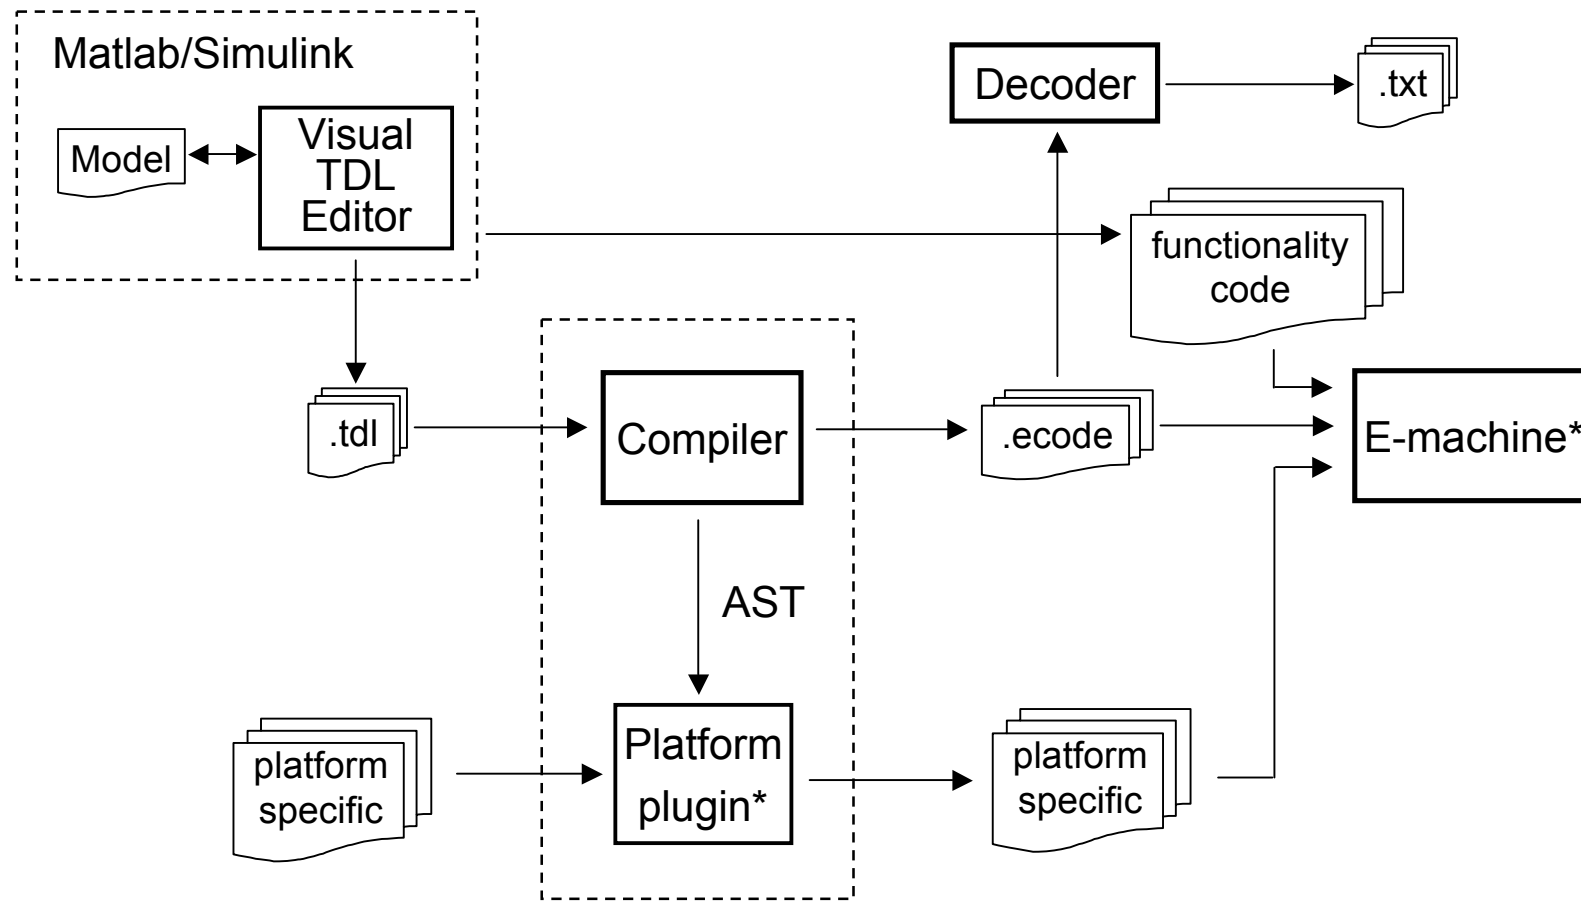 Matlab/Simulink
Model
Visual
TDL
Editor
Decoder
.txt
functionality
code
.tdl
Compiler
.ecode
E-machine*
AST
platform
specific
Platform
plugin*
platform
specific